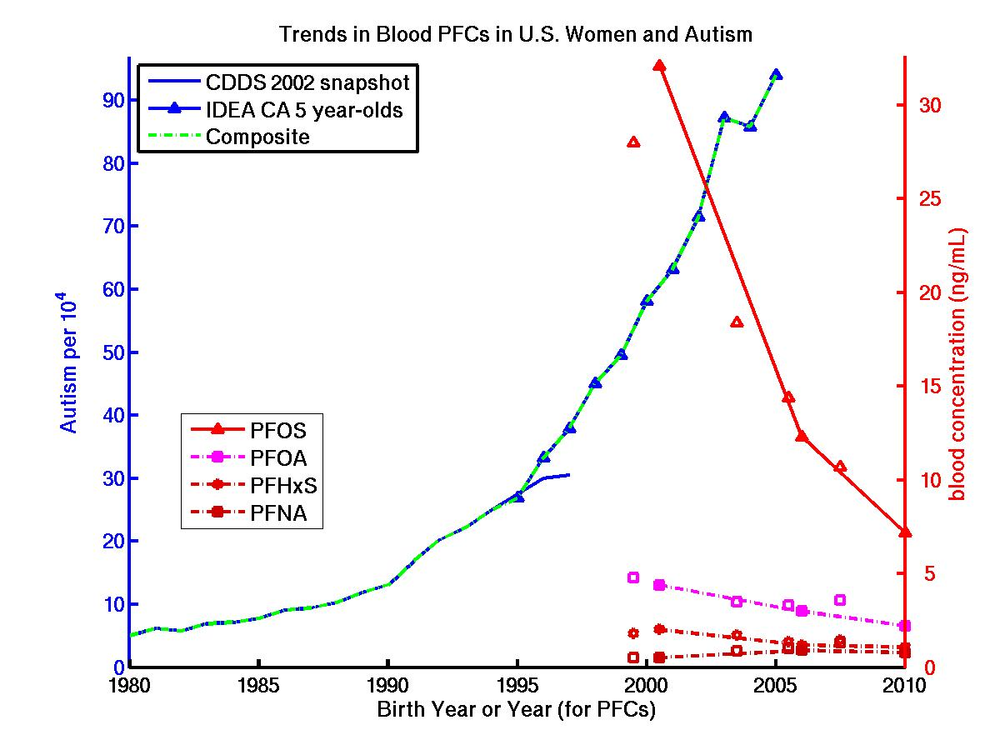 Trends in Blood PFCs in U.S. Women and Autism
CDDS 2002 snapshot
IDEA CA 5 year-olds
Composite
90
80
70
60
50
40
30
20
10
0
Autism per 10⁴
30
25
20
15
10
5
0
blood concentration (ng/mL)
PFOS
PFOA
PFHxS
PFNA
1980 1985 1990 1995 2000 2005 2010
Birth Year or Year (for PFCs)